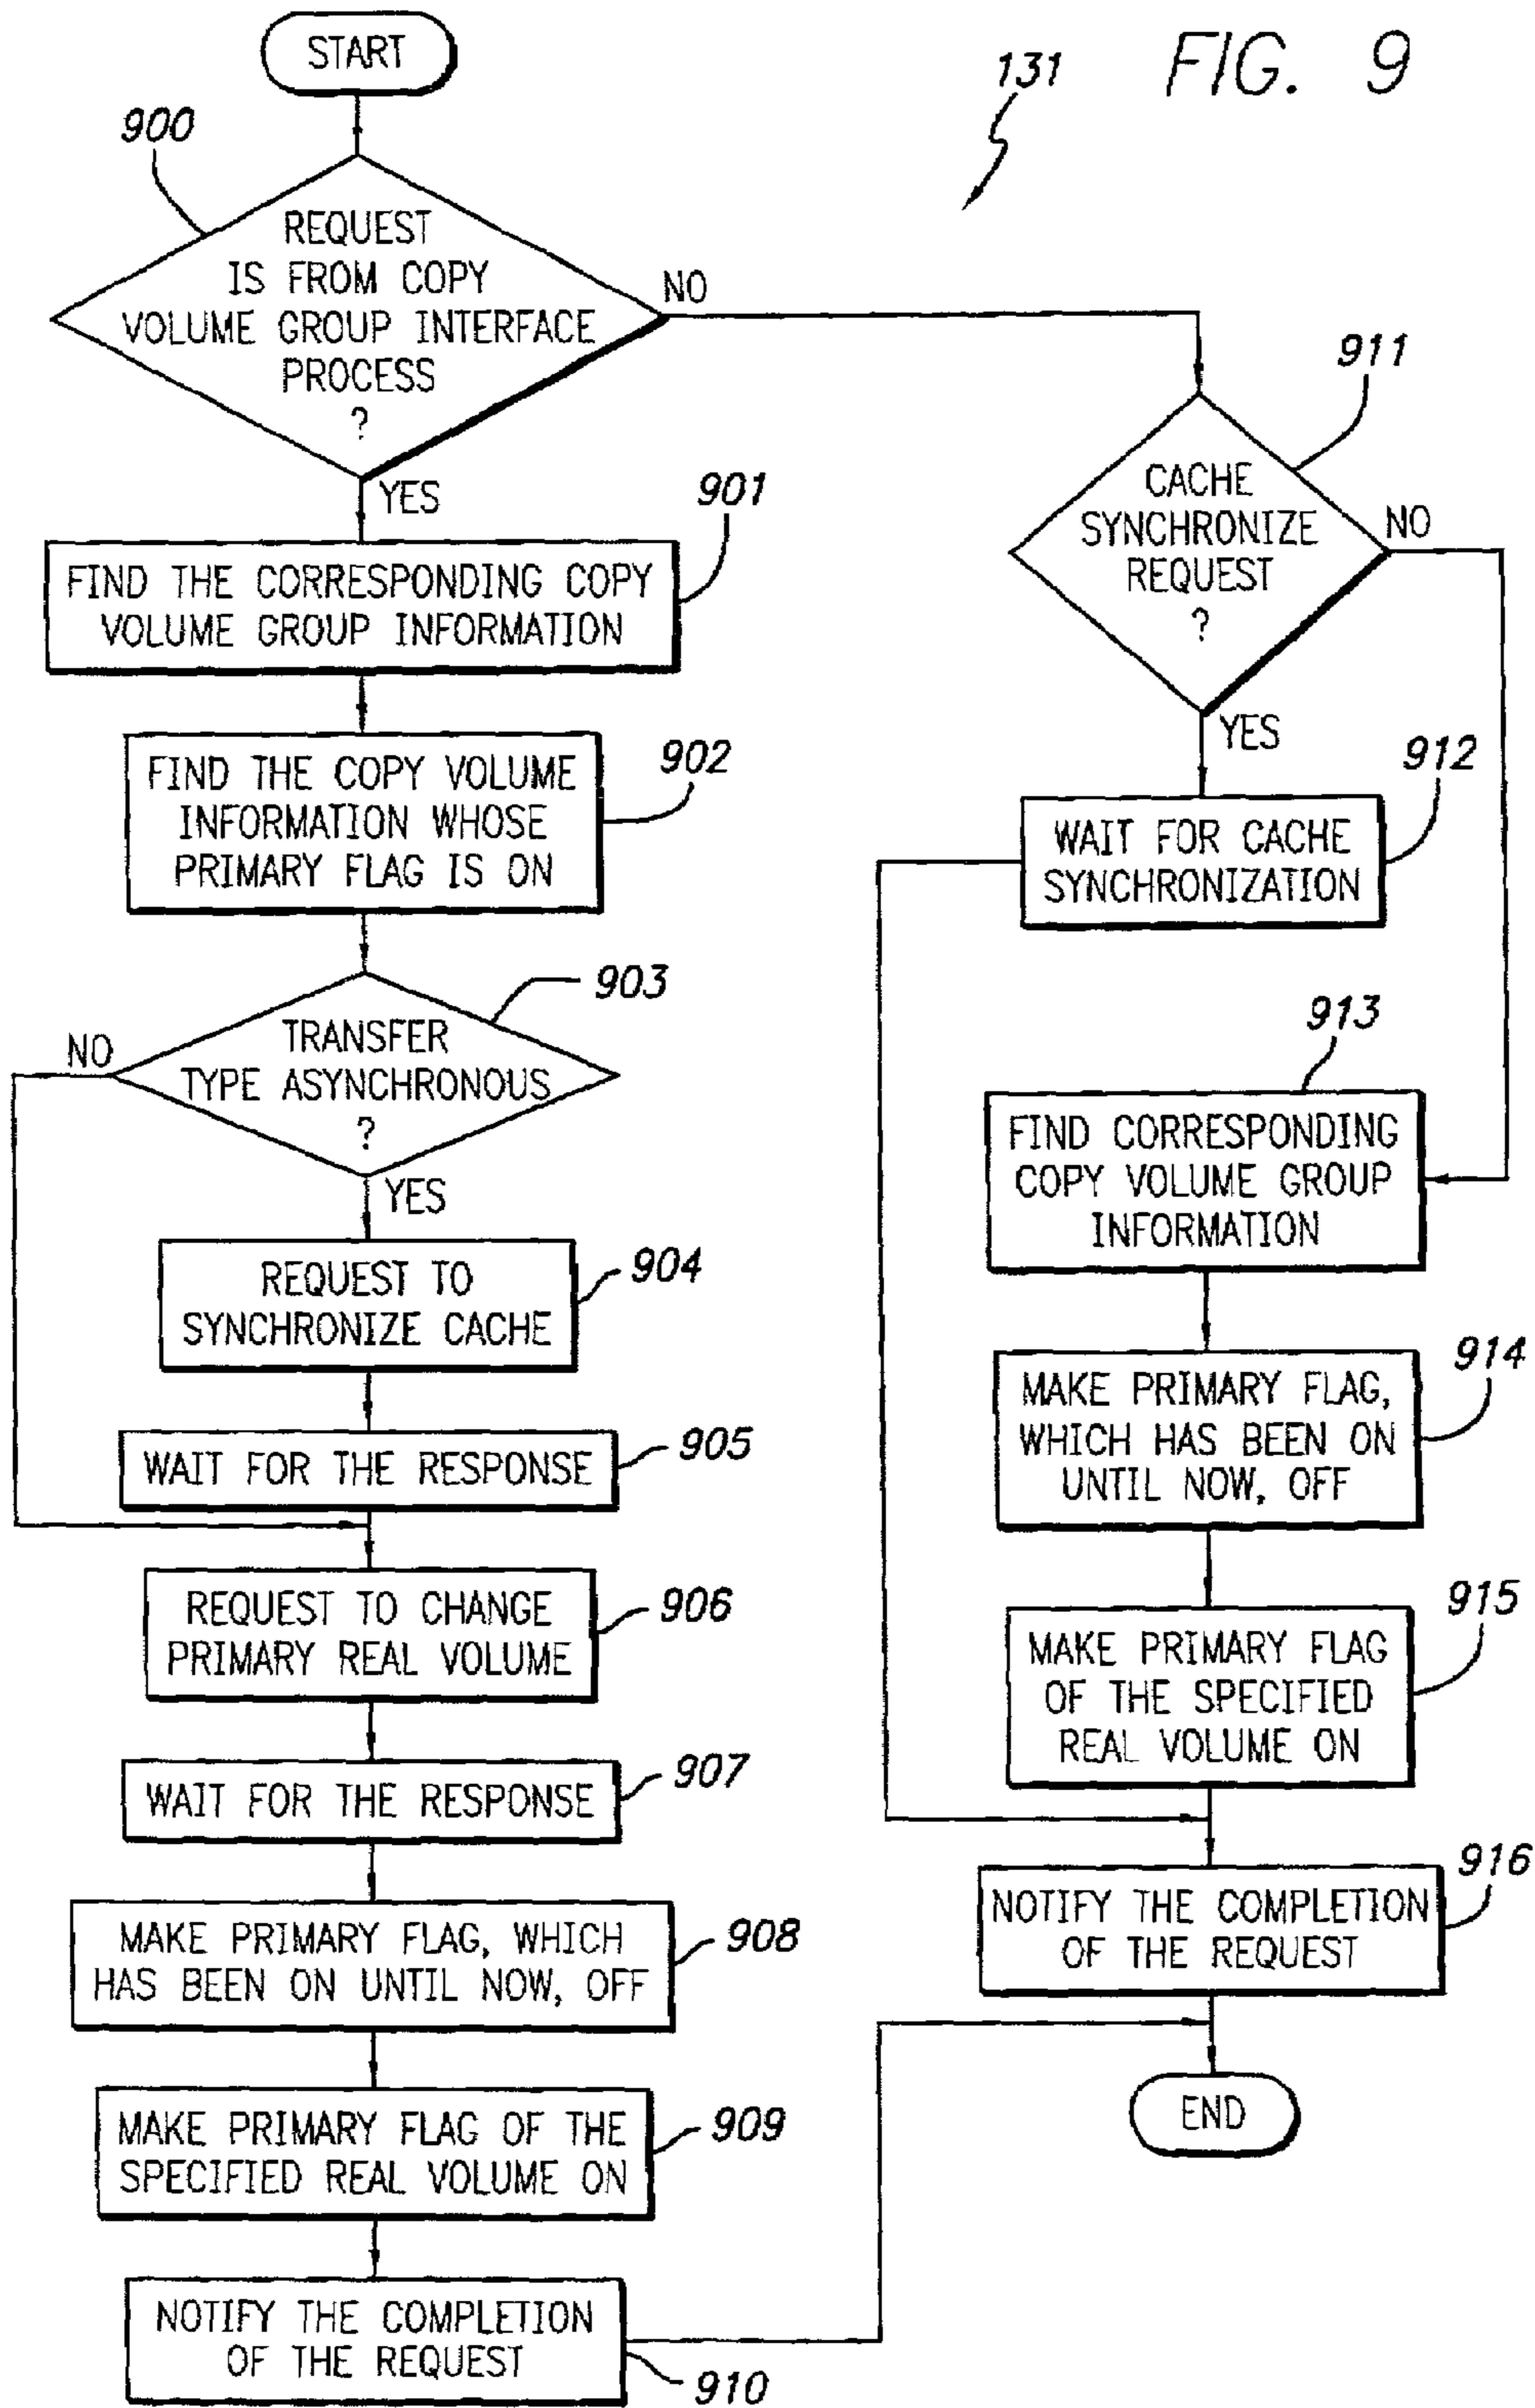 FIG. 9
131
START
900
REQUEST
IS FROM COPY
VOLUME GROUP INTERFACE
PROCESS
?
NO
YES
901
FIND THE CORRESPONDING COPY
VOLUME GROUP INFORMATION
902
FIND THE COPY VOLUME
INFORMATION WHOSE
PRIMARY FLAG IS ON
903
TRANSFER
TYPE ASYNCHRONOUS
?
NO
YES
904
REQUEST TO
SYNCHRONIZE CACHE
905
WAIT FOR THE RESPONSE
906
REQUEST TO CHANGE
PRIMARY REAL VOLUME
907
WAIT FOR THE RESPONSE
908
MAKE PRIMARY FLAG, WHICH
HAS BEEN ON UNTIL NOW, OFF
909
MAKE PRIMARY FLAG OF THE
SPECIFIED REAL VOLUME ON
NOTIFY THE COMPLETION
OF THE REQUEST
910
911
CACHE
SYNCHRONIZE
REQUEST
?
NO
YES
912
WAIT FOR CACHE
SYNCHRONIZATION
913
FIND CORRESPONDING
COPY VOLUME GROUP
INFORMATION
914
MAKE PRIMARY FLAG,
WHICH HAS BEEN ON
UNTIL NOW, OFF
915
MAKE PRIMARY FLAG
OF THE SPECIFIED
REAL VOLUME ON
916
NOTIFY THE COMPLETION
OF THE REQUEST
END